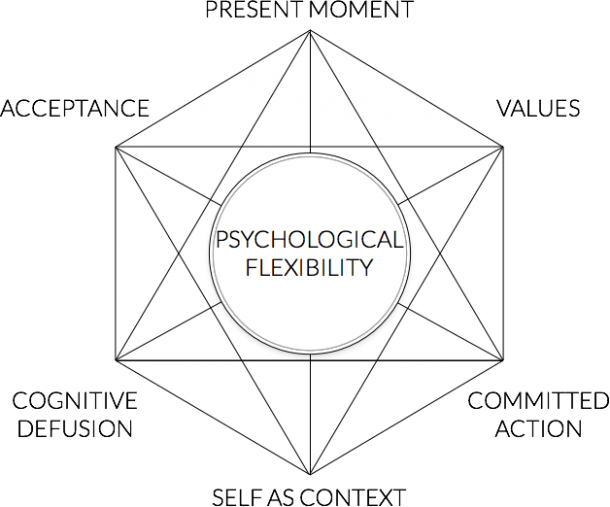 PRESENT MOMENT
ACCEPTANCE
VALUES
PSYCHOLOGICAL
FLEXIBILITY
COGNITIVE
DEFUSION
COMMITTED
ACTION
SELF AS CONTEXT